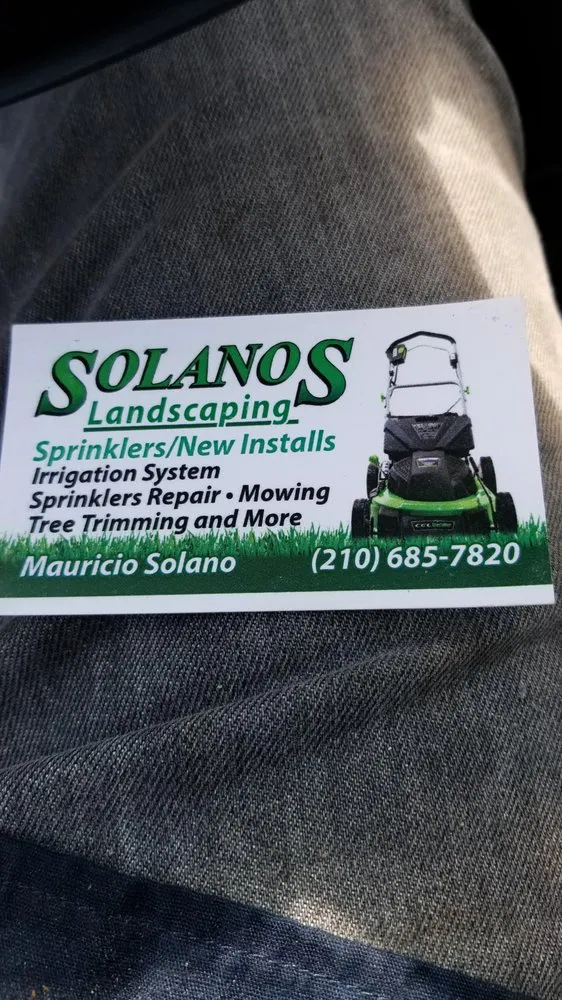 SOLANOS
Landscaping
Sprinklers/New Installs
Irrigation System
Sprinklers Repair • Mowing
Tree Trimming and More
Mauricio Solano (210) 685-7820